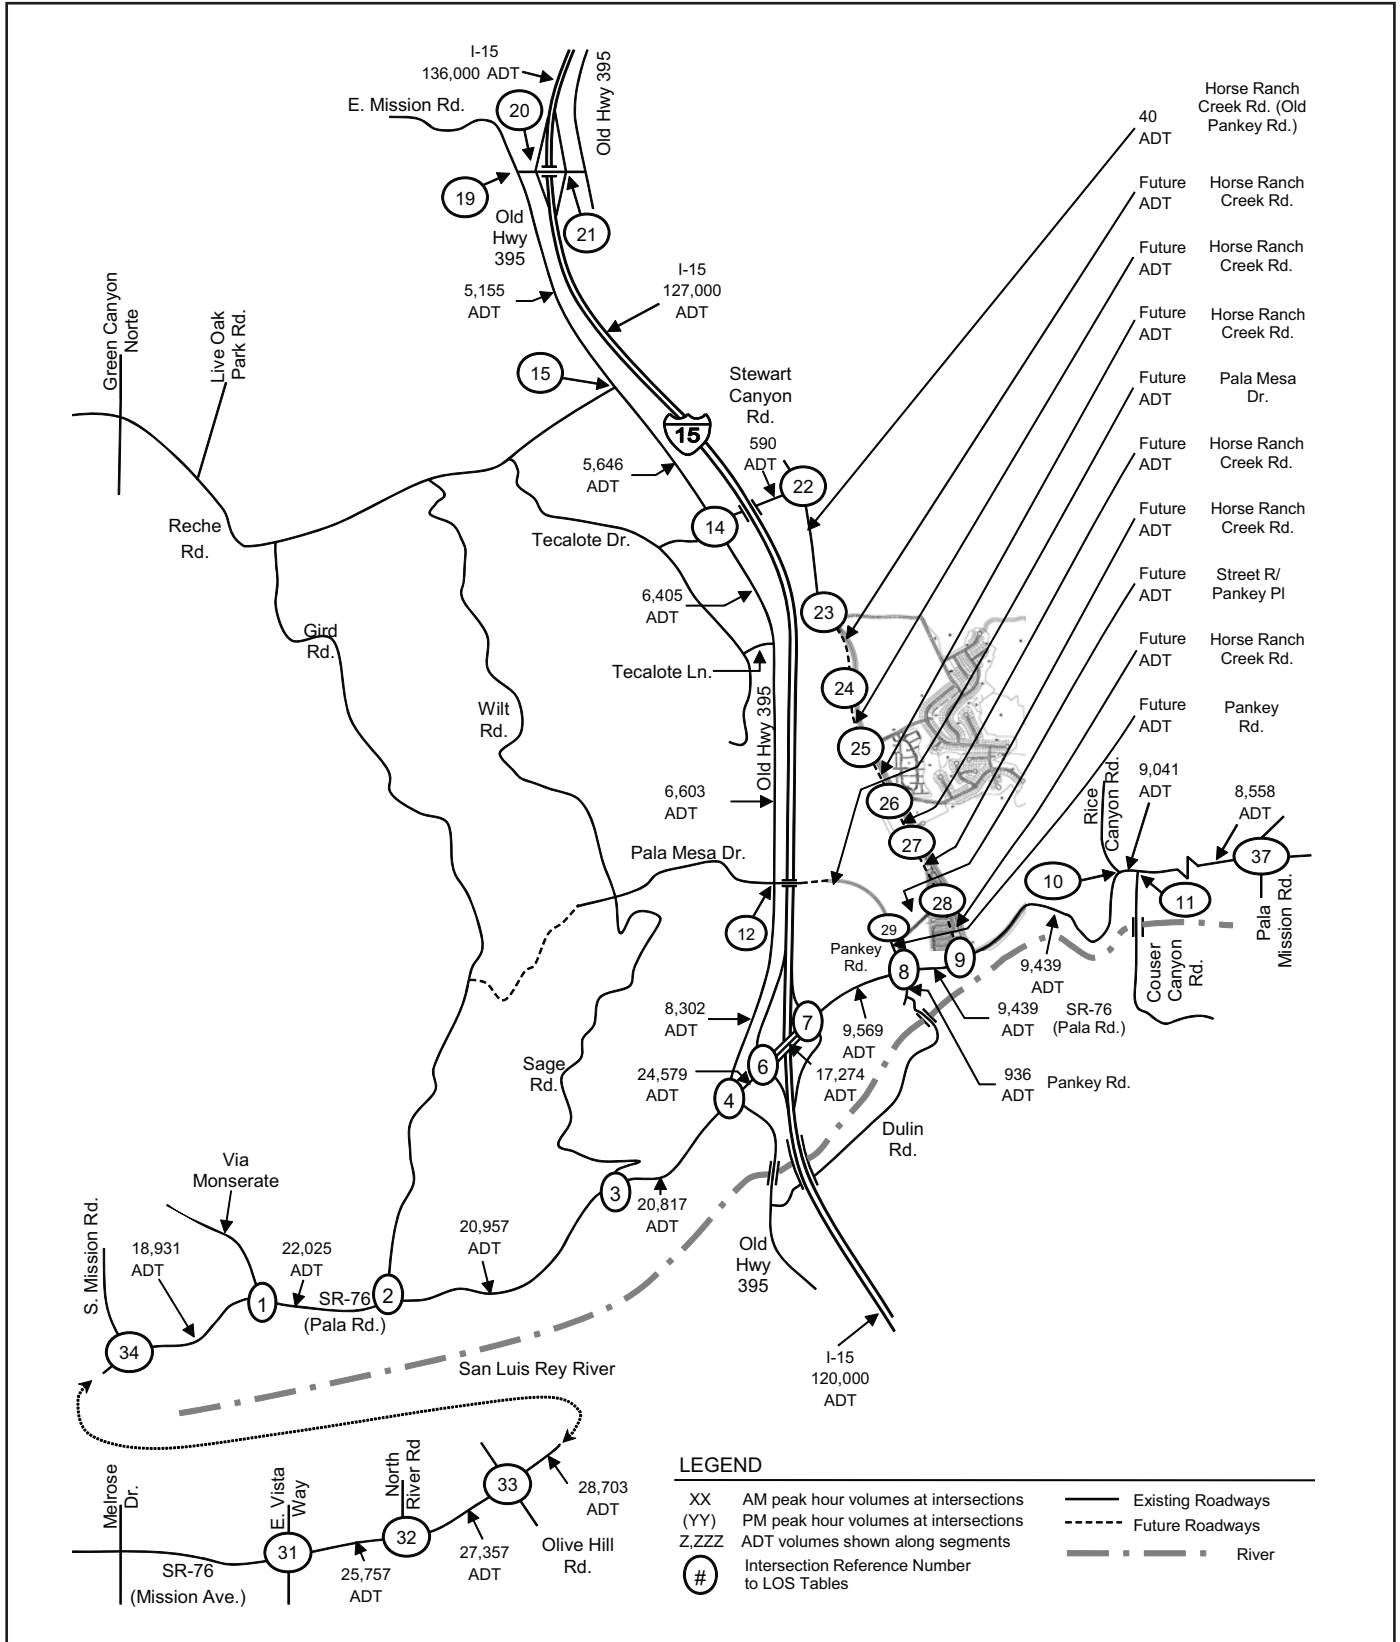 I-15
136,000 ADT
E. Mission Rd.
20
Old Hwy 395
19
21
Old
Hwy
395
5,155
ADT
I-15
127,000
ADT
Green Canyon
Norte
Live Oak
Park Rd.
15
Stewart
Canyon
Rd.
15
590
ADT
5,646
ADT
22
14
Reche
Rd.
Tecalote Dr.
6,405
ADT
23
Gird
Rd.
Tecalote Ln.
24
Wilt
Rd.
Old Hwy 395
25
6,603
ADT
26
27
Pala Mesa Dr.
28
12
29
Pankey
Rd.
8
9
40
ADT
Horse Ranch
Creek Rd. (Old
Pankey Rd.)
Future
ADT
Horse Ranch
Creek Rd.
Future
ADT
Horse Ranch
Creek Rd.
Future
ADT
Horse Ranch
Creek Rd.
Future
ADT
Pala Mesa
Dr.
Future
ADT
Horse Ranch
Creek Rd.
Future
ADT
Horse Ranch
Creek Rd.
Future
ADT
Street R/
Pankey Pl
Future
ADT
Horse Ranch
Creek Rd.
Future
ADT
Pankey
Rd.
Rice
Canyon Rd.
9,041
ADT
8,558
ADT
37
10
11
Pala
Mission Rd.
Couser
Canyon
Rd.
9,439
ADT
9,439
ADT
SR-76
(Pala Rd.)
8,302
ADT
7
9,569
ADT
6
24,579
ADT
17,274
ADT
936
ADT
Pankey Rd.
4
Sage
Rd.
Dulin
Rd.
Via
Monserate
3
20,817
ADT
S. Mission Rd.
18,931
ADT
22,025
ADT
20,957
ADT
Old
Hwy
395
1
SR-76
(Pala Rd.)
2
34
San Luis Rey River
I-15
120,000
ADT
Melrose
Dr.
E. Vista
Way
North
River Rd
33
28,703
ADT
32
31
Olive Hill
Rd.
SR-76
(Mission Ave.)
25,757
ADT
27,357
ADT
LEGEND
XX AM peak hour volumes at intersections
(YY) PM peak hour volumes at intersections
Z,ZZZ ADT volumes shown along segments
# Intersection Reference Number
to LOS Tables
Existing Roadways
Future Roadways
River